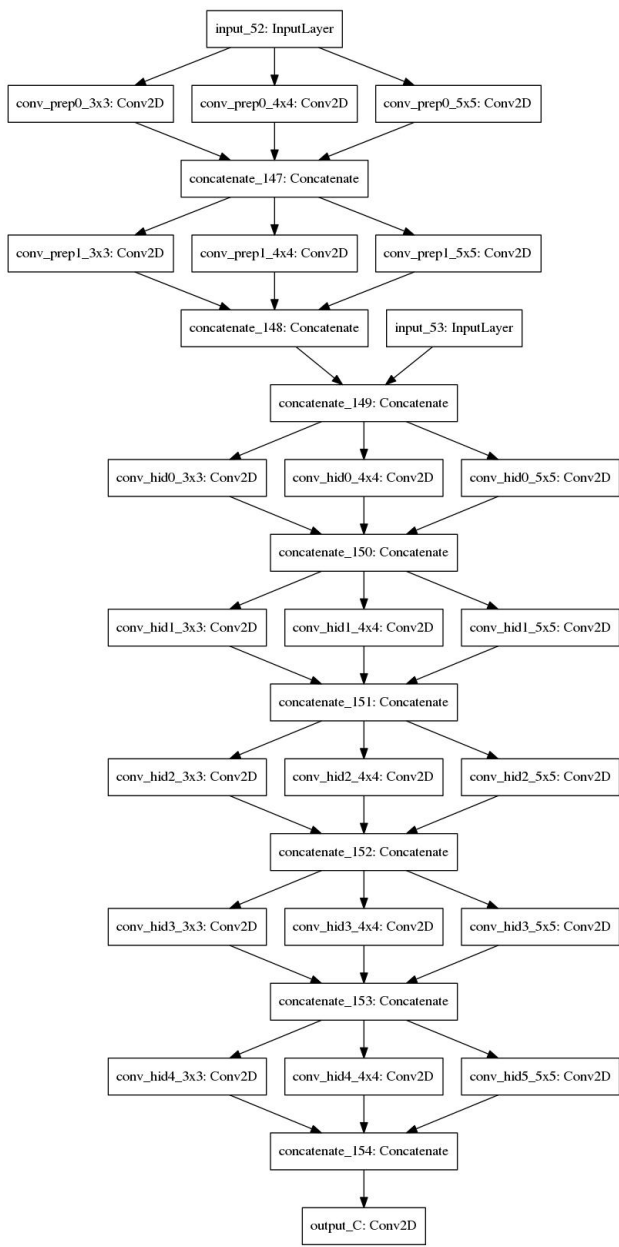 input_52: InputLayer
conv_prep0_3x3: Conv2D
conv_prep0_4x4: Conv2D
conv_prep0_5x5: Conv2D
concatenate_147: Concatenate
conv_prep1_3x3: Conv2D
conv_prep1_4x4: Conv2D
conv_prep1_5x5: Conv2D
concatenate_148: Concatenate
input_53: InputLayer
concatenate_149: Concatenate
conv_hid0_3x3: Conv2D
conv_hid0_4x4: Conv2D
conv_hid0_5x5: Conv2D
concatenate_150: Concatenate
conv_hid1_3x3: Conv2D
conv_hid1_4x4: Conv2D
conv_hid1_5x5: Conv2D
concatenate_151: Concatenate
conv_hid2_3x3: Conv2D
conv_hid2_4x4: Conv2D
conv_hid2_5x5: Conv2D
concatenate_152: Concatenate
conv_hid3_3x3: Conv2D
conv_hid3_4x4: Conv2D
conv_hid3_5x5: Conv2D
concatenate_153: Concatenate
conv_hid4_3x3: Conv2D
conv_hid4_4x4: Conv2D
conv_hid5_5x5: Conv2D
concatenate_154: Concatenate
output_C: Conv2D